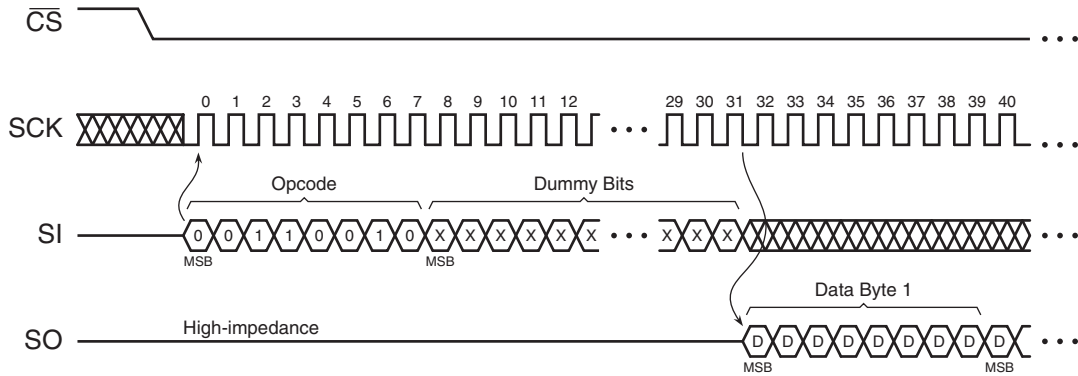 CS
0 1 2 3 4 5 6 7 8 9 10 11 12 29 30 31 32 33 34 35 36 37 38 39 40
SCK
Opcode Dummy Bits
SI 0 0 1 1 0 0 1 0 X X X X X X X X X
MSB MSB
Data Byte 1
High-impedance
SO D D D D D D D D D
MSB MSB